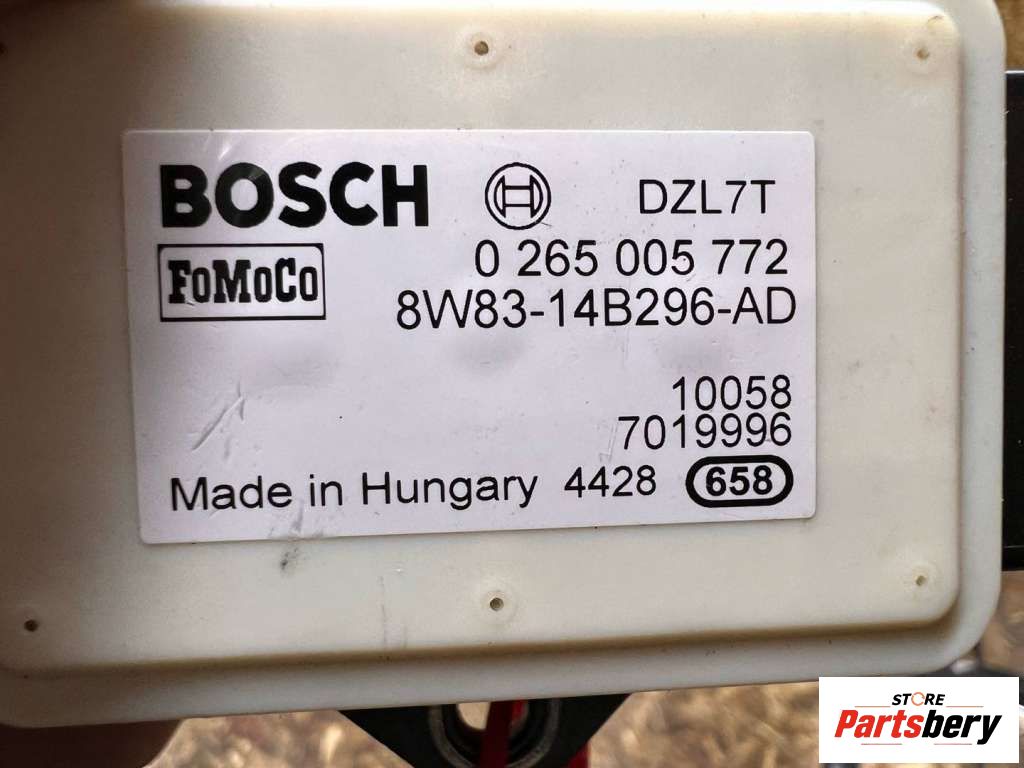 BOSCH DZL7T
0 265 005 772
FoMoCo
8W83-14B296-AD
10058
7019996
Made in Hungary 4428 658
STORE
Partsbery